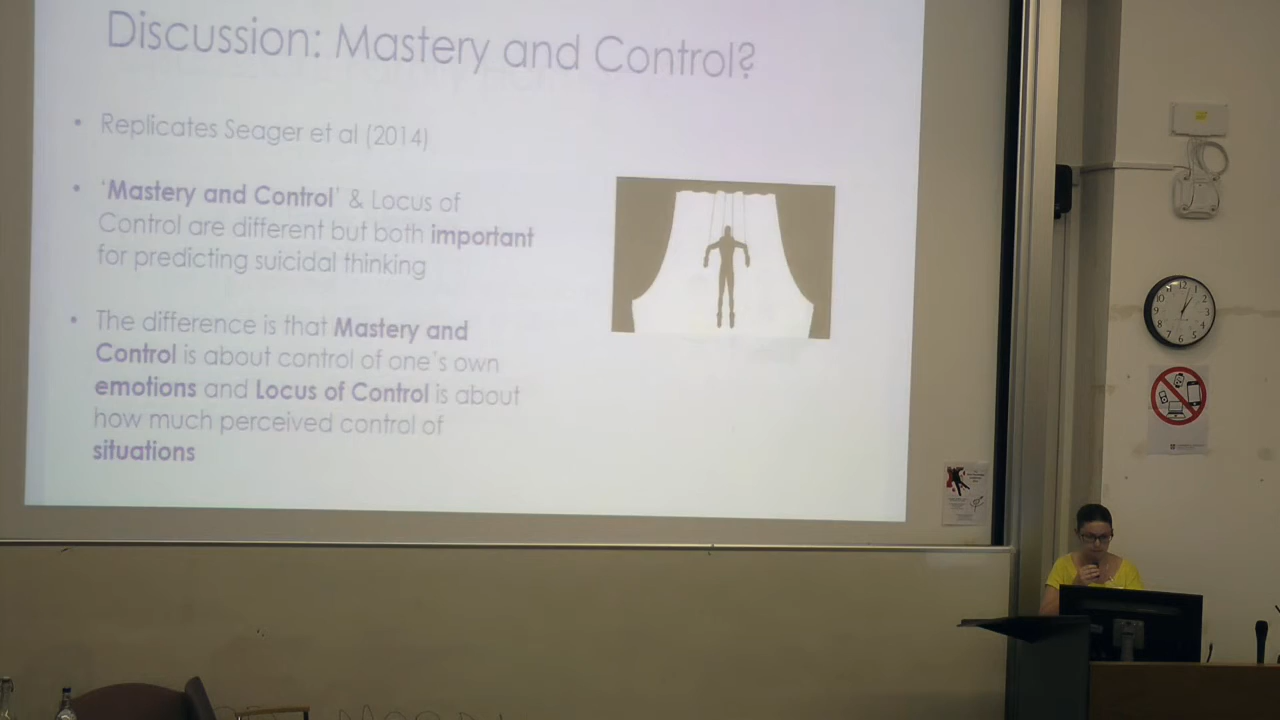 Discussion: Mastery and Control?
• Replicates Seager et al (2014)
• 'Mastery and Control' & Locus of
Control are different but both important
for predicting suicidal thinking
• The difference is that Mastery and
Control is about control of one's own
emotions and Locus of Control is about
how much perceived control of
situations